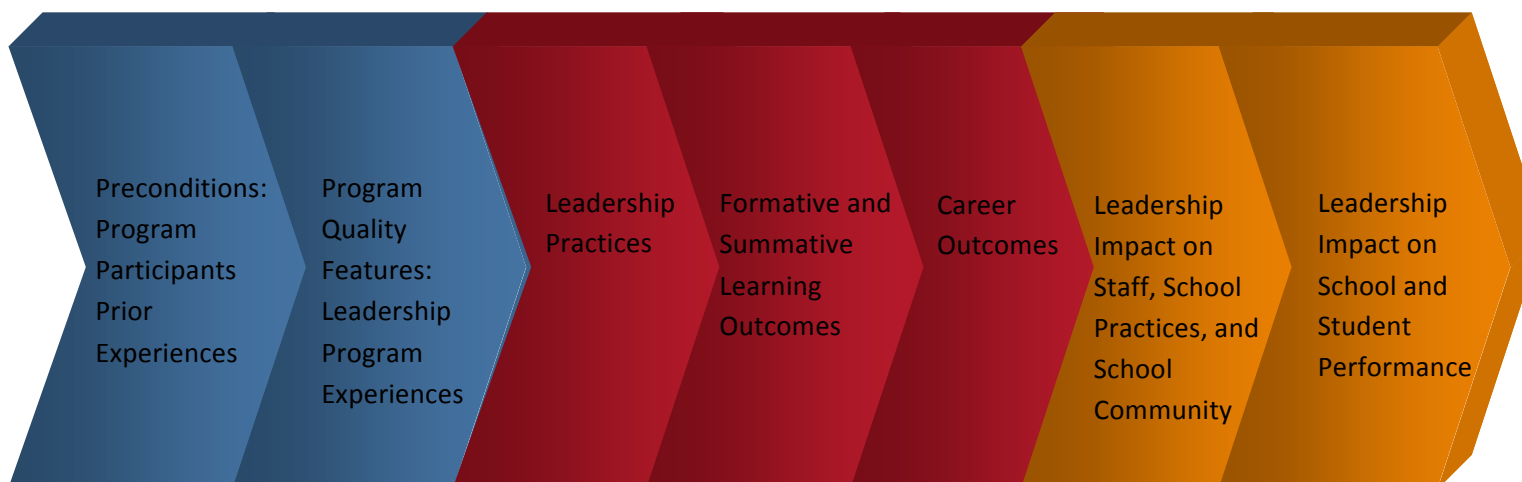 Preconditions:
Program
Participants
Prior
Experiences
Program
Quality
Features:
Leadership
Program
Experiences
Leadership
Practices
Formative and
Summative
Learning
Outcomes
Career
Outcomes
Leadership
Impact on
Staff, School
Practices, and
School
Community
Leadership
Impact on
School and
Student
Performance